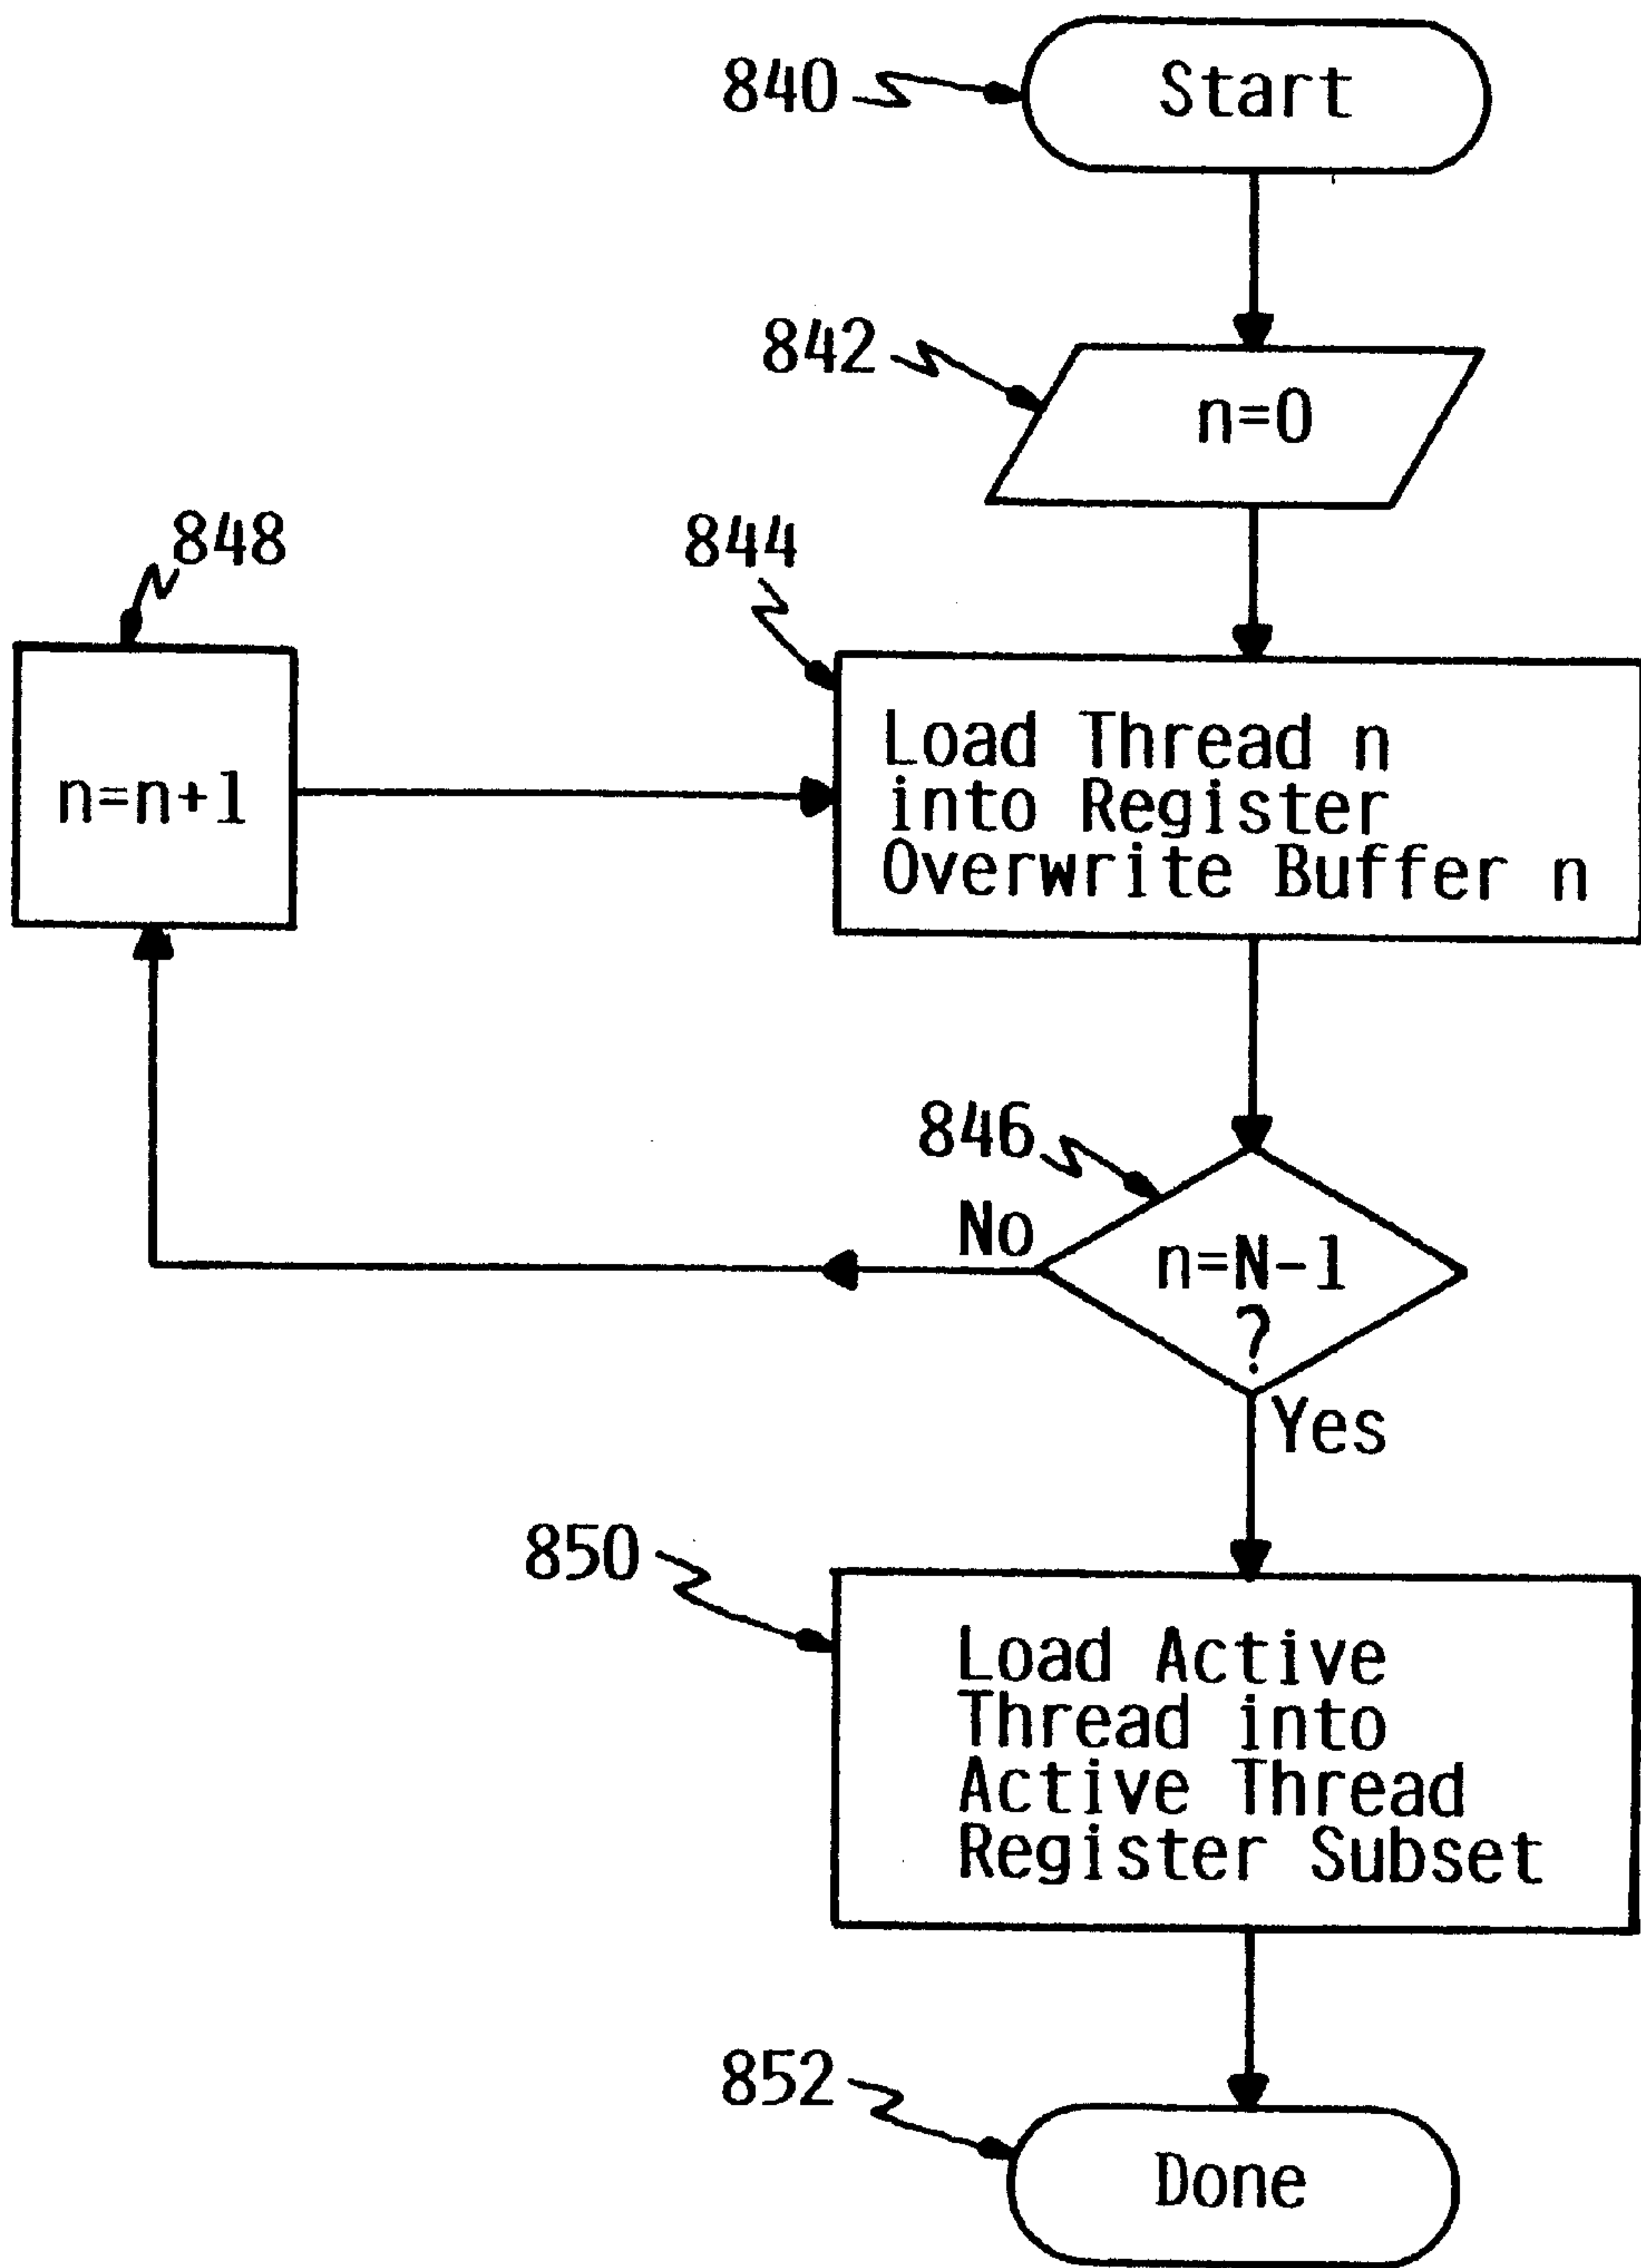 840
Start
842
n=0
848
844
n=n+1
Load Thread n
into Register
Overwrite Buffer n
846
No
n=N-1
?
Yes
850
Load Active
Thread into
Active Thread
Register Subset
852
Done